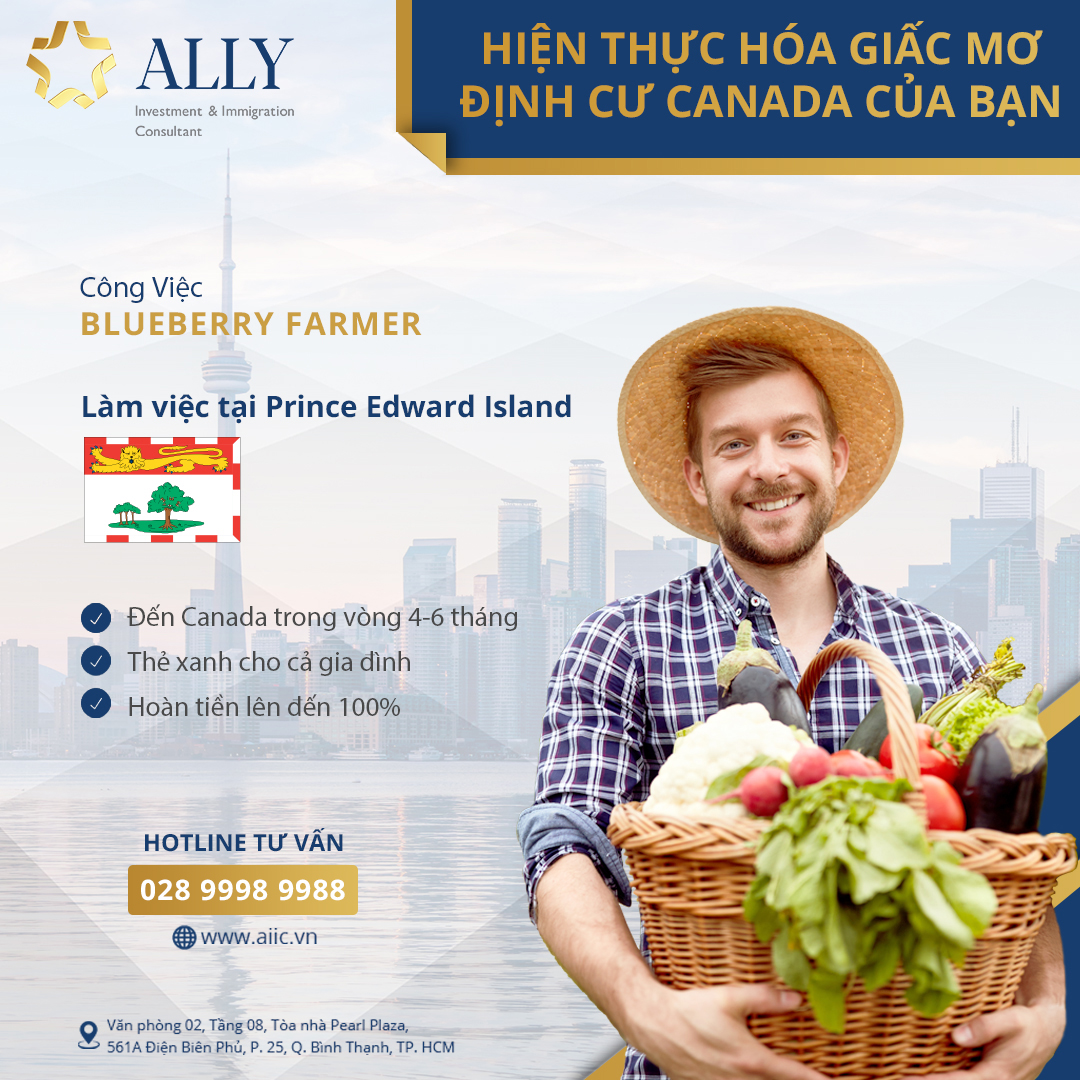 ALLY
Investment & Immigration
Consultant
HIỆN THỰC HÓA GIẤC MƠ
ĐỊNH CƯ CANADA CỦA BẠN
Công Việc
BLUEBERRY FARMER
Làm việc tại Prince Edward Island
Đến Canada trong vòng 4-6 tháng
Thẻ xanh cho cả gia đình
Hoàn tiền lên đến 100%
HOTLINE TƯ VẤN
028 9998 9988
www.aiic.vn
Văn phòng 02, Tầng 08, Tòa nhà Pearl Plaza,
561A Điện Biên Phủ, P. 25, Q. Bình Thạnh, TP. HCM